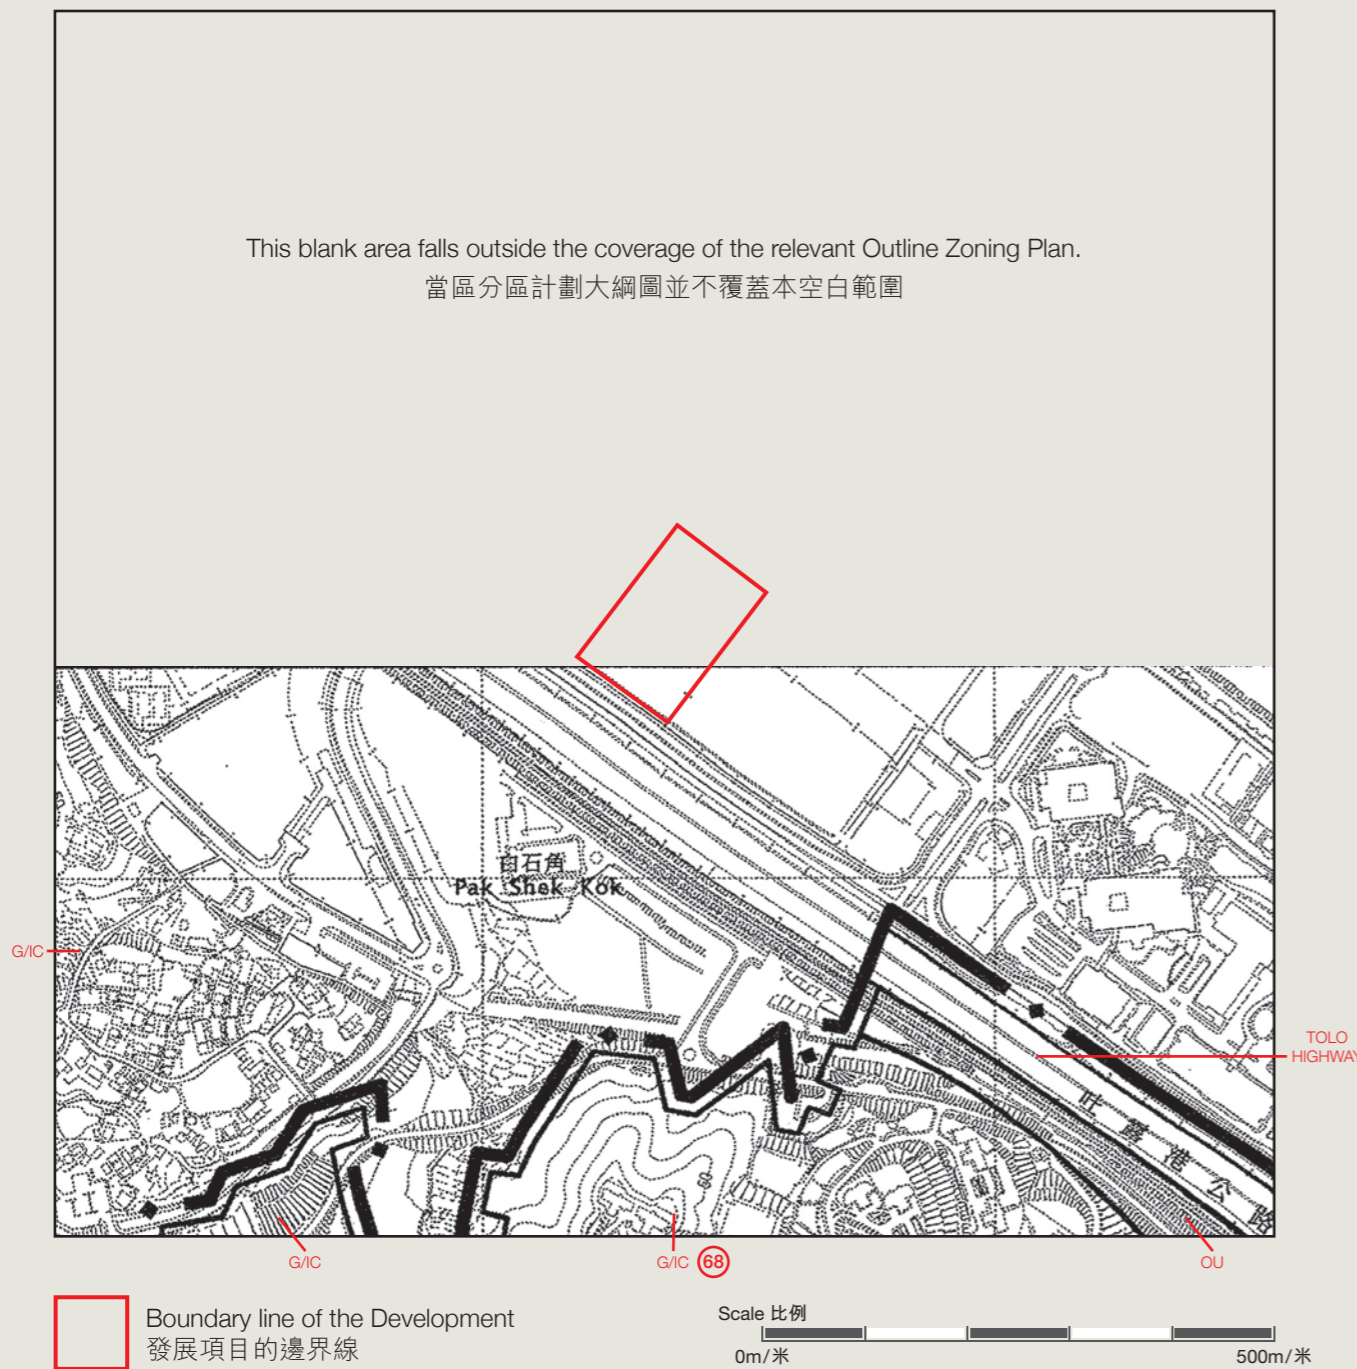 This blank area falls outside the coverage of the relevant Outline Zoning Plan.
當區分區計劃大綱圖並不覆蓋本空白範圍
白石角
Pak Shek Kok
G/IC
TOLO
HIGHWAY
吐露港公路
G/IC
G/IC 68
OU
Boundary line of the Development
發展項目的邊界線
Scale 比例
0m/米
500m/米